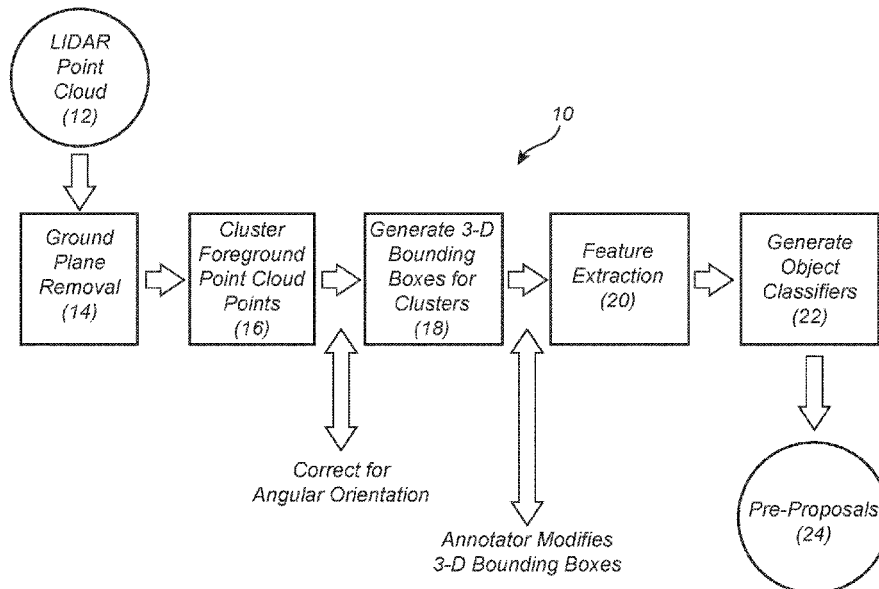 LIDAR
Point
Cloud
(12)
10
Ground
Plane
Removal
(14)
Cluster
Foreground
Point Cloud
Points
(16)
Generate 3-D
Bounding
Boxes for
Clusters
(18)
Feature
Extraction
(20)
Generate
Object
Classifiers
(22)
Correct for
Angular Orientation
Annotator Modifies
3-D Bounding Boxes
Pre-Proposals
(24)